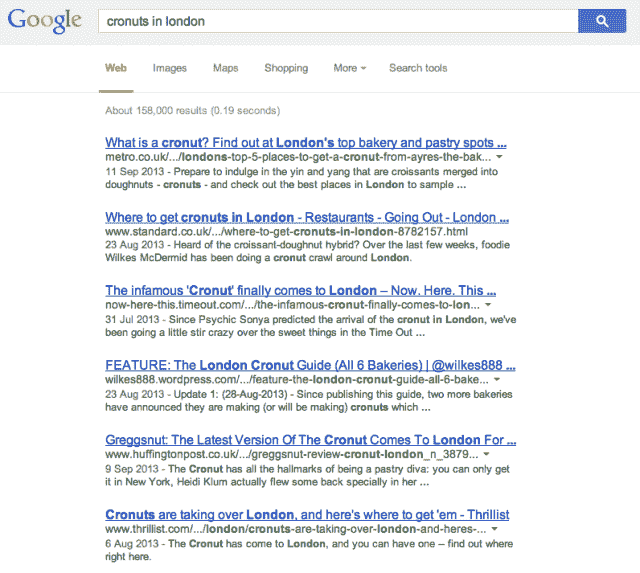 Google
cronuts in london
Web Images Maps Shopping More Search tools
About 158,000 results (0.19 seconds)
What is a cronut? Find out at London's top bakery and pastry spots ...
metro.co.uk/.../londons-top-5-places-to-get-a-cronut-from-ayres-the-bak...
11 Sep 2013 - Prepare to indulge in the yin and yang that are croissants merged into
doughnuts - cronuts - and check out the best places in London to sample ...
Where to get cronuts in London - Restaurants - Going Out - London ...
www.standard.co.uk/.../where-to-get-cronuts-in-london-8782157.html
23 Aug 2013 - Heard of the croissant-doughnut hybrid? Over the last few weeks, foodie
Wilkes McDermid has been doing a cronut crawl around London.
The infamous 'Cronut' finally comes to London – Now. Here. This ...
now-here-this.timeout.com/.../the-infamous-cronut-finally-comes-to-lon...
31 Jul 2013 - Since Psychic Sonya predicted the arrival of the cronut in London, we've
been going a little stir crazy over the sweet things in the Time Out ...
FEATURE: The London Cronut Guide (All 6 Bakeries) | @wilkes888 ...
wilkes888.wordpress.com/.../feature-the-london-cronut-guide-all-6-bake...
23 Aug 2013 - Update 1: (28-Aug-2013) - Since publishing this guide, two more bakeries
have announced they are making (or will be making) cronuts which ...
Greggsnut: The Latest Version Of The Cronut Comes To London For ...
www.huffingtonpost.co.uk/.../greggsnut-review-cronut-london_n_3879...
9 Sep 2013 - The Cronut has all the hallmarks of being a pastry diva: you can only get
it in New York, Heidi Klum actually flew some back specially in her ...
Cronuts are taking over London, and here's where to get 'em - Thrillist
www.thrillist.com/.../london/cronuts-are-taking-over-london-and-heres-...
6 Aug 2013 - The Cronut has come to London, and you can have one – find out where
right here.